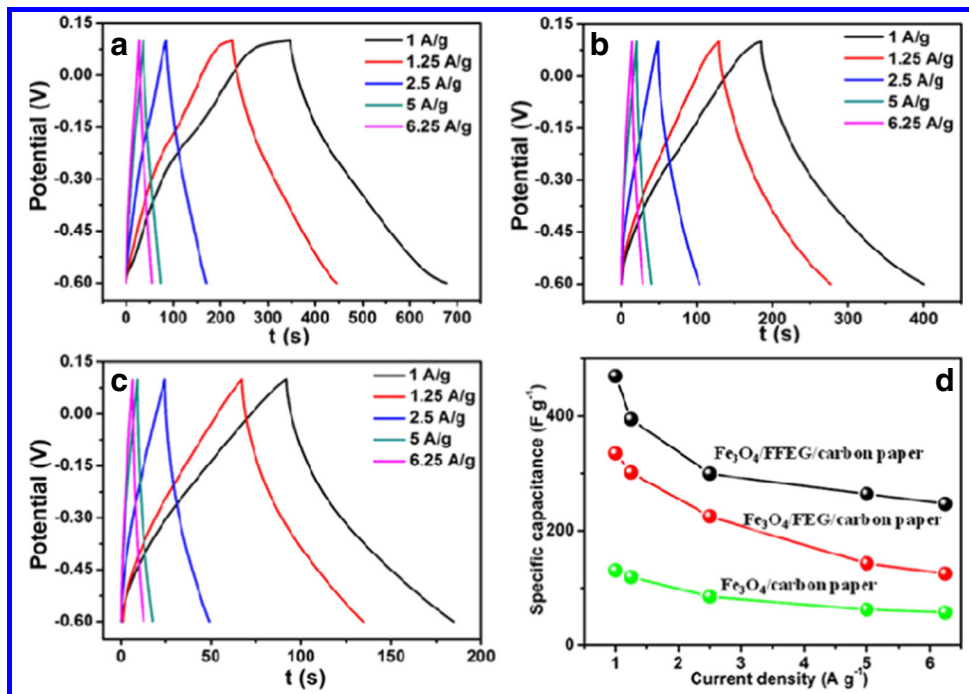 a
0.15
0.00
-0.15
-0.30
-0.45
-0.60
Potential (V)
1 A/g
1.25 A/g
2.5 A/g
5 A/g
6.25 A/g
0 100 200 300 400 500 600 700
t (s)
b
0.15
0.00
-0.15
-0.30
-0.45
-0.60
Potential (V)
1 A/g
1.25 A/g
2.5 A/g
5 A/g
6.25 A/g
0 100 200 300 400
t (s)
c
0.15
0.00
-0.15
-0.30
-0.45
-0.60
Potential (V)
1 A/g
1.25 A/g
2.5 A/g
5 A/g
6.25 A/g
0 50 100 150 200
t (s)
d
400
200
0
Specific capacitance (F g⁻¹)
Fe₃O₄/FFEG/carbon paper
Fe₃O₄/FEG/carbon paper
Fe₃O₄/carbon paper
1 2 3 4 5 6
Current density (A g⁻¹)